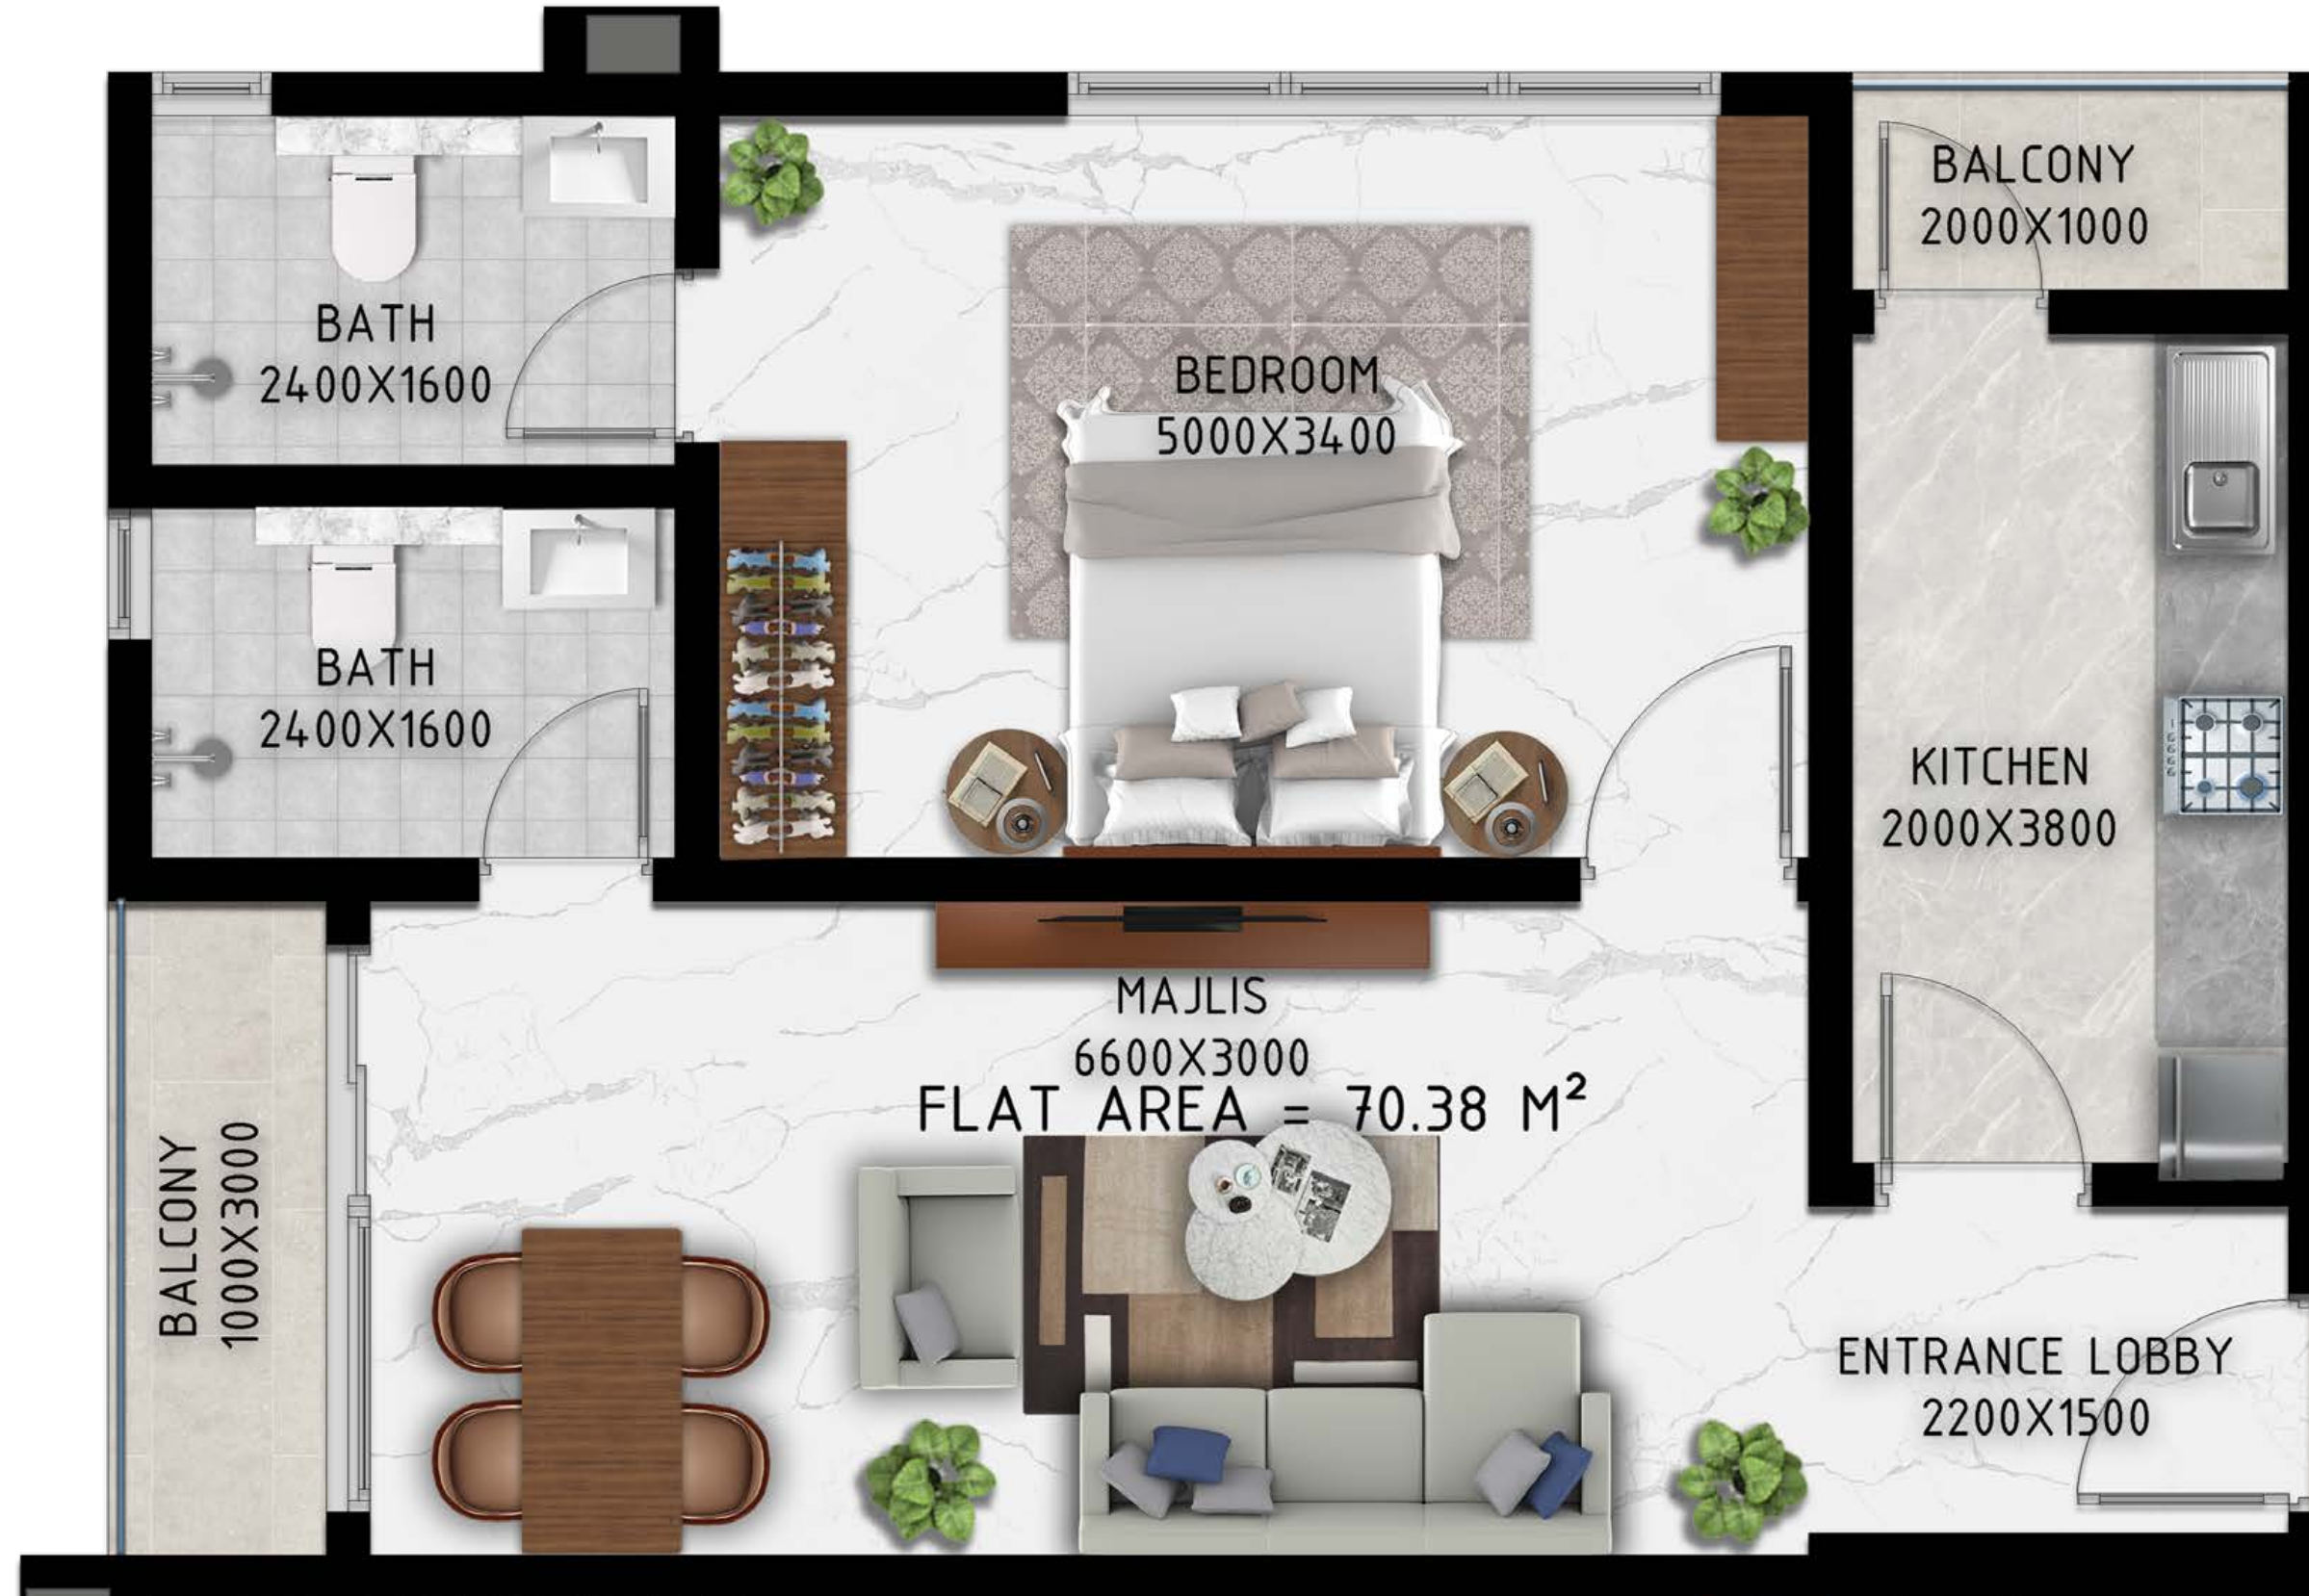 BALCONY
2000X1000
BATH
2400X1600
BEDROOM
5000X3400
BATH
2400X1600
KITCHEN
2000X3800
MAJLIS
6600X3000
FLAT AREA = 70.38 M²
BALCONY
1000X3000
ENTRANCE LOBBY
2200X1500